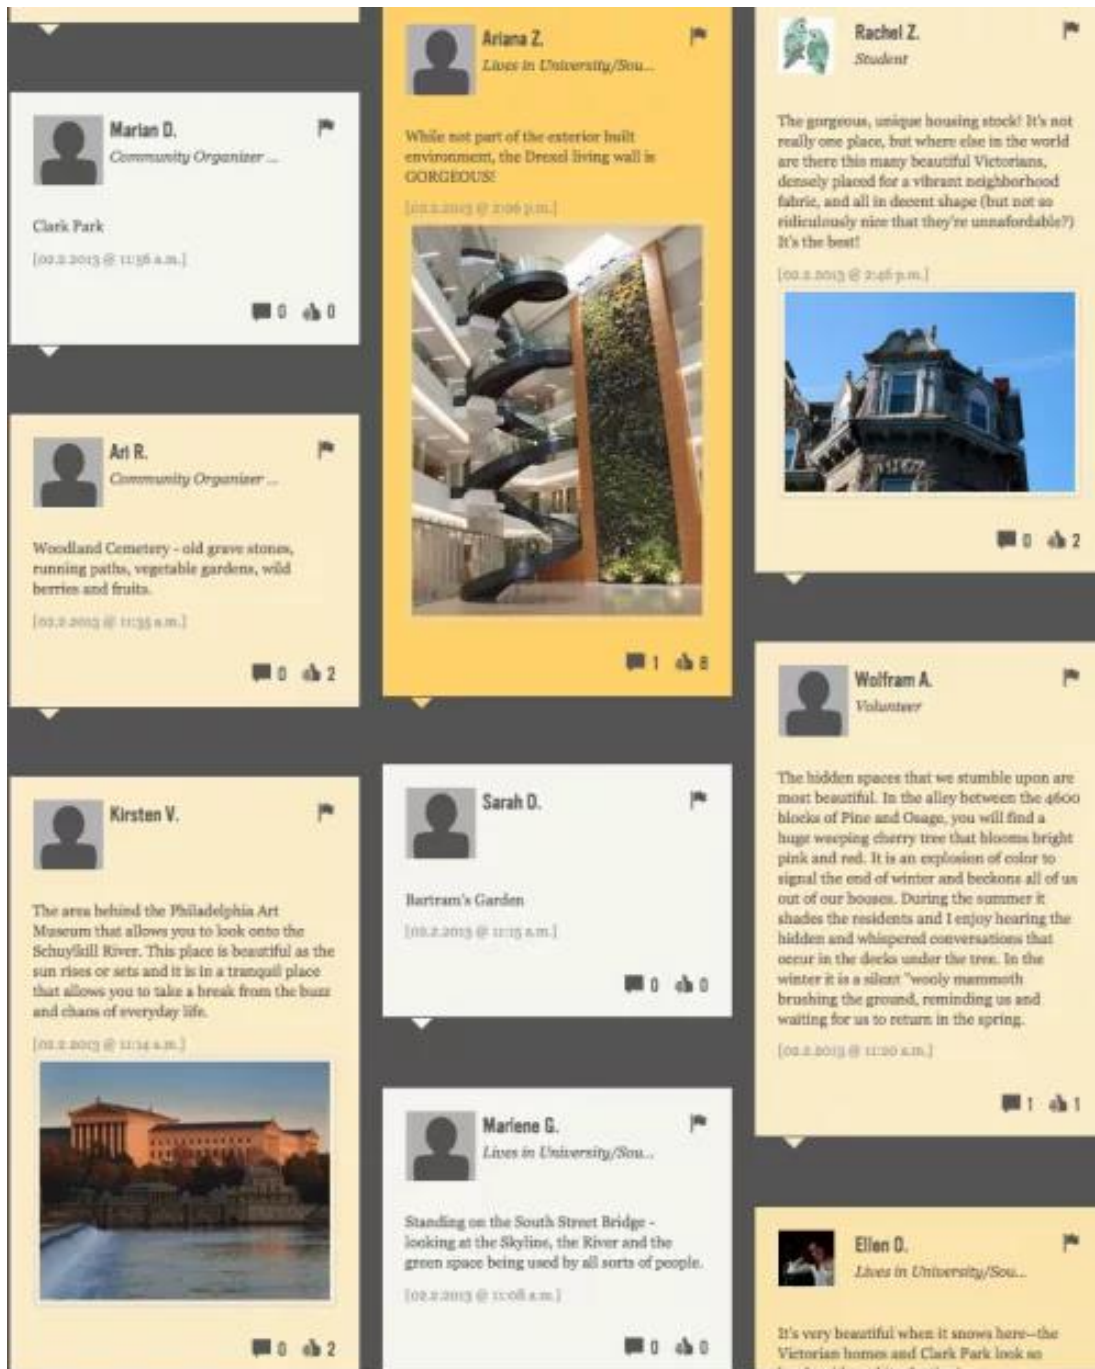 Marian D.
Community Organizer ...
Clark Park
[02.2.2013 @ 11:56 a.m.]
0 0
Ari R.
Community Organizer ...
Woodland Cemetery - old grave stones,
running paths, vegetable gardens, wild
berries and fruits.
[02.2.2013 @ 11:35 a.m.]
0 2
Kirsten V.
The area behind the Philadelphia Art
Museum that allows you to look onto the
Schuylkill River. This place is beautiful as the
sun rises or sets and it is in a tranquil place
that allows you to take a break from the buzz
and chaos of everyday life.
[02.2.2013 @ 11:14 a.m.]
0 2
Ariana Z.
Lives in University/Sou...
While not part of the exterior built
environment, the Drexel living wall is
GORGEOUS!
[02.2.2013 @ 2:06 p.m.]
1 8
Sarah D.
Bartram's Garden
[02.2.2013 @ 11:15 a.m.]
0 0
Marlene G.
Lives in University/Sou...
Standing on the South Street Bridge -
looking at the Skyline, the River and the
green space being used by all sorts of people.
[02.2.2013 @ 11:08 a.m.]
0 0
Rachel Z.
Student
The gorgeous, unique housing stock! It's not
really one place, but where else in the world
are there this many beautiful Victorians,
densely placed for a vibrant neighborhood
fabric, and all in decent shape (but not so
ridiculously nice that they're unnafordable?)
It's the best!
[02.2.2013 @ 2:46 p.m.]
0 2
Wolfram A.
Volunteer
The hidden spaces that we stumble upon are
most beautiful. In the alley between the 4600
blocks of Pine and Osage, you will find a
huge weeping cherry tree that blooms bright
pink and red. It is an explosion of color to
signal the end of winter and beckons all of us
out of our houses. During the summer it
shades the residents and I enjoy hearing the
hidden and whispered conversations that
occur in the decks under the tree. In the
winter it is a silent "wooly mammoth
brushing the ground, reminding us and
waiting for us to return in the spring.
[02.2.2013 @ 11:20 a.m.]
1 1
Ellen D.
Lives in University/Sou...
It's very beautiful when it snows here--the
Victorian homes and Clark Park look so